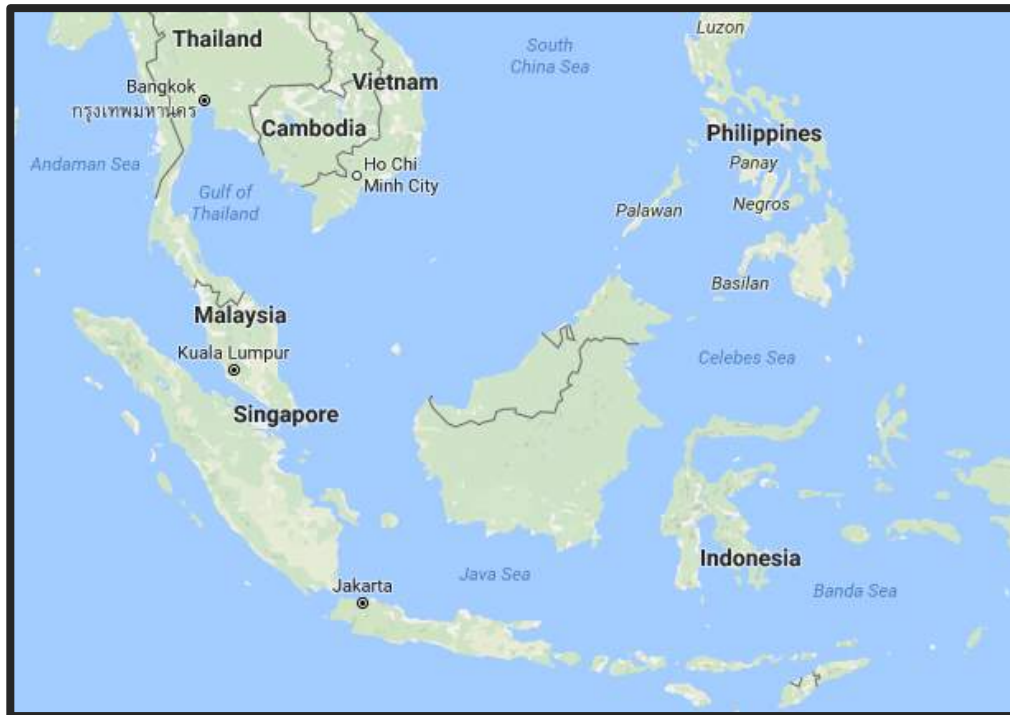 Luzon
Thailand
South
China Sea
Vietnam
Bangkok
กรุงเทพมหานคร
Cambodia
Philippines
Andaman Sea
Ho Chi
Minh City
Panay
Gulf of
Thailand
Palawan
Negros
Basilan
Malaysia
Kuala Lumpur
Celebes Sea
Singapore
Indonesia
Java Sea
Jakarta
Banda Sea